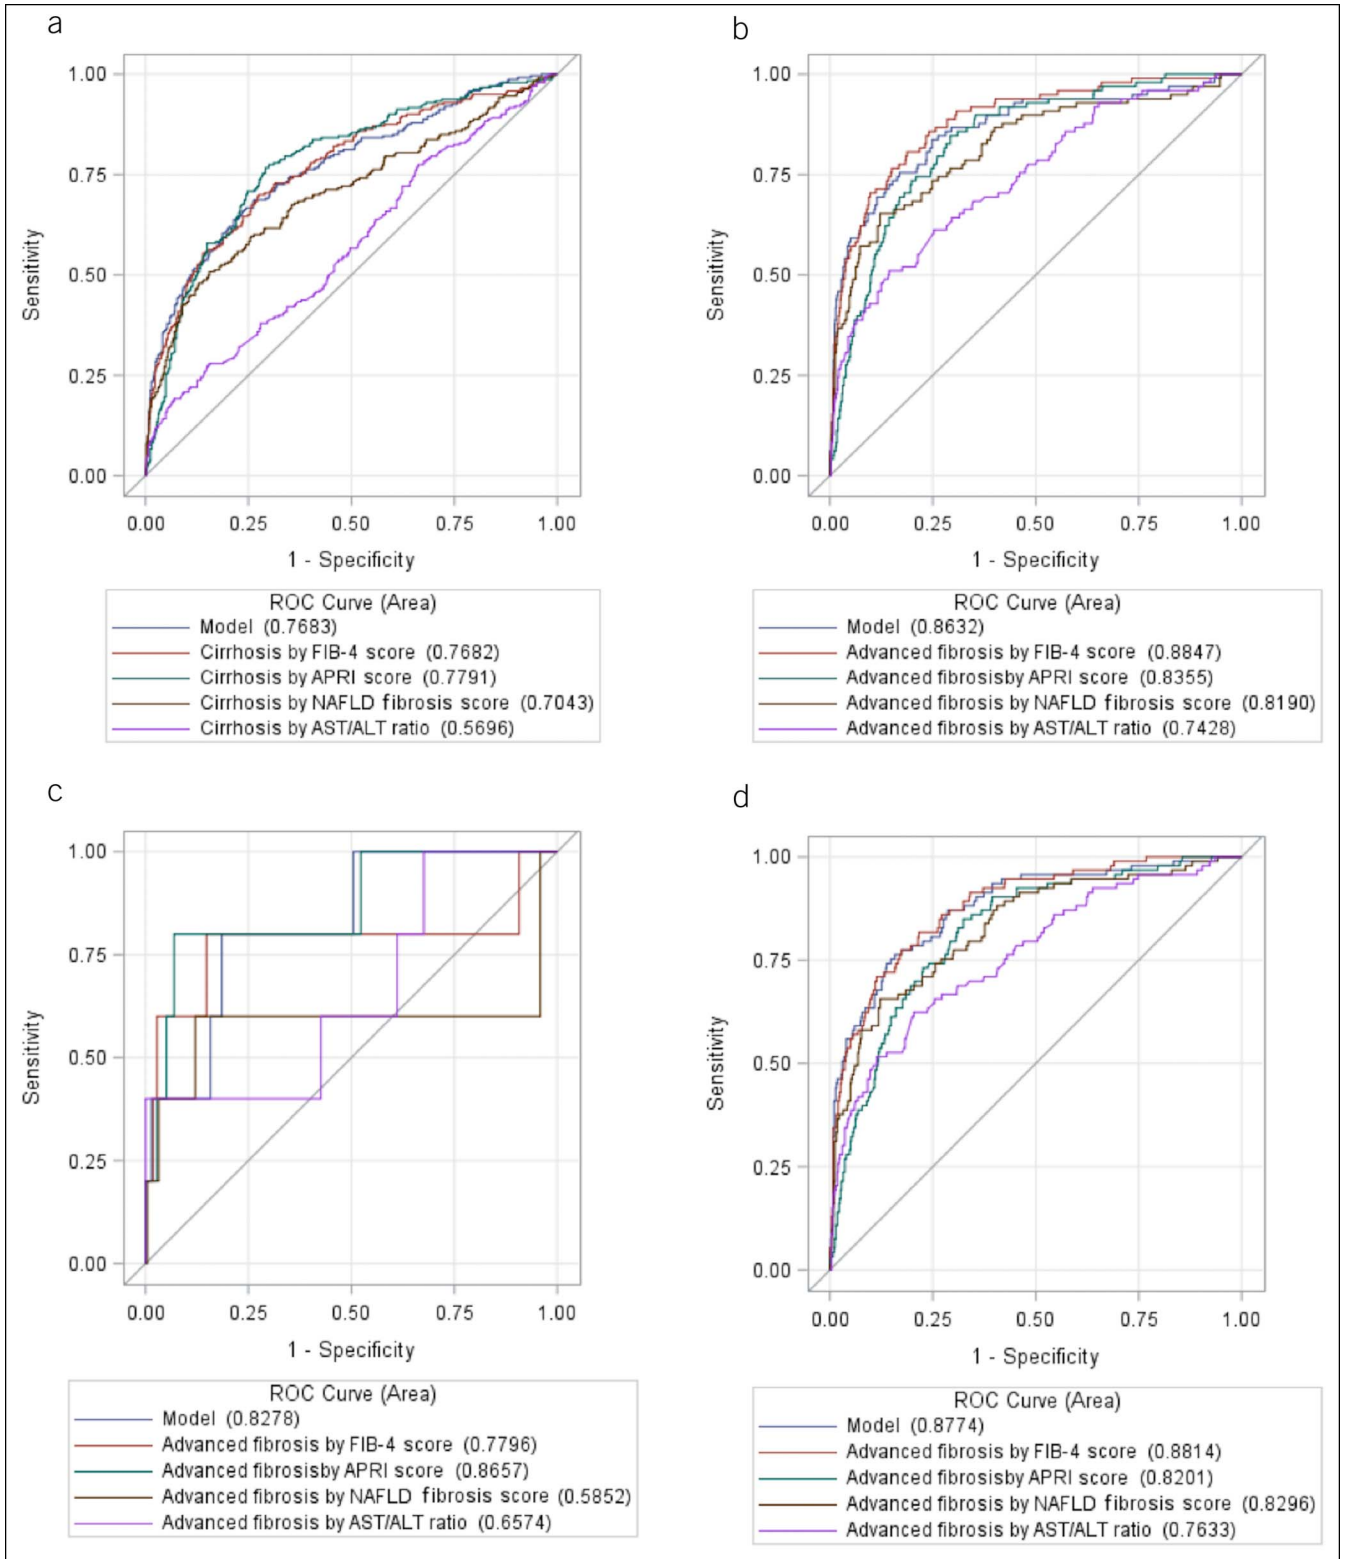 a
1.00
0.75
0.50
0.25
0.00
Sensitivity
0.00 0.25 0.50 0.75 1.00
1 - Specificity
ROC Curve (Area)
Model (0.7683)
Cirrhosis by FIB-4 score (0.7682)
Cirrhosis by APRI score (0.7791)
Cirrhosis by NAFLD fibrosis score (0.7043)
Cirrhosis by AST/ALT ratio (0.5696)
b
1.00
0.75
0.50
0.25
0.00
Sensitivity
0.00 0.25 0.50 0.75 1.00
1 - Specificity
ROC Curve (Area)
Model (0.8632)
Advanced fibrosis by FIB-4 score (0.8847)
Advanced fibrosisby APRI score (0.8355)
Advanced fibrosis by NAFLD fibrosis score (0.8190)
Advanced fibrosis by AST/ALT ratio (0.7428)
c
1.00
0.75
0.50
0.25
0.00
Sensitivity
0.00 0.25 0.50 0.75 1.00
1 - Specificity
ROC Curve (Area)
Model (0.8278)
Advanced fibrosis by FIB-4 score (0.7796)
Advanced fibrosisby APRI score (0.8657)
Advanced fibrosis by NAFLD fibrosis score (0.5852)
Advanced fibrosis by AST/ALT ratio (0.6574)
d
1.00
0.75
0.50
0.25
0.00
Sensitivity
0.00 0.25 0.50 0.75 1.00
1 - Specificity
ROC Curve (Area)
Model (0.8774)
Advanced fibrosis by FIB-4 score (0.8814)
Advanced fibrosisby APRI score (0.8201)
Advanced fibrosis by NAFLD fibrosis score (0.8296)
Advanced fibrosis by AST/ALT ratio (0.7633)